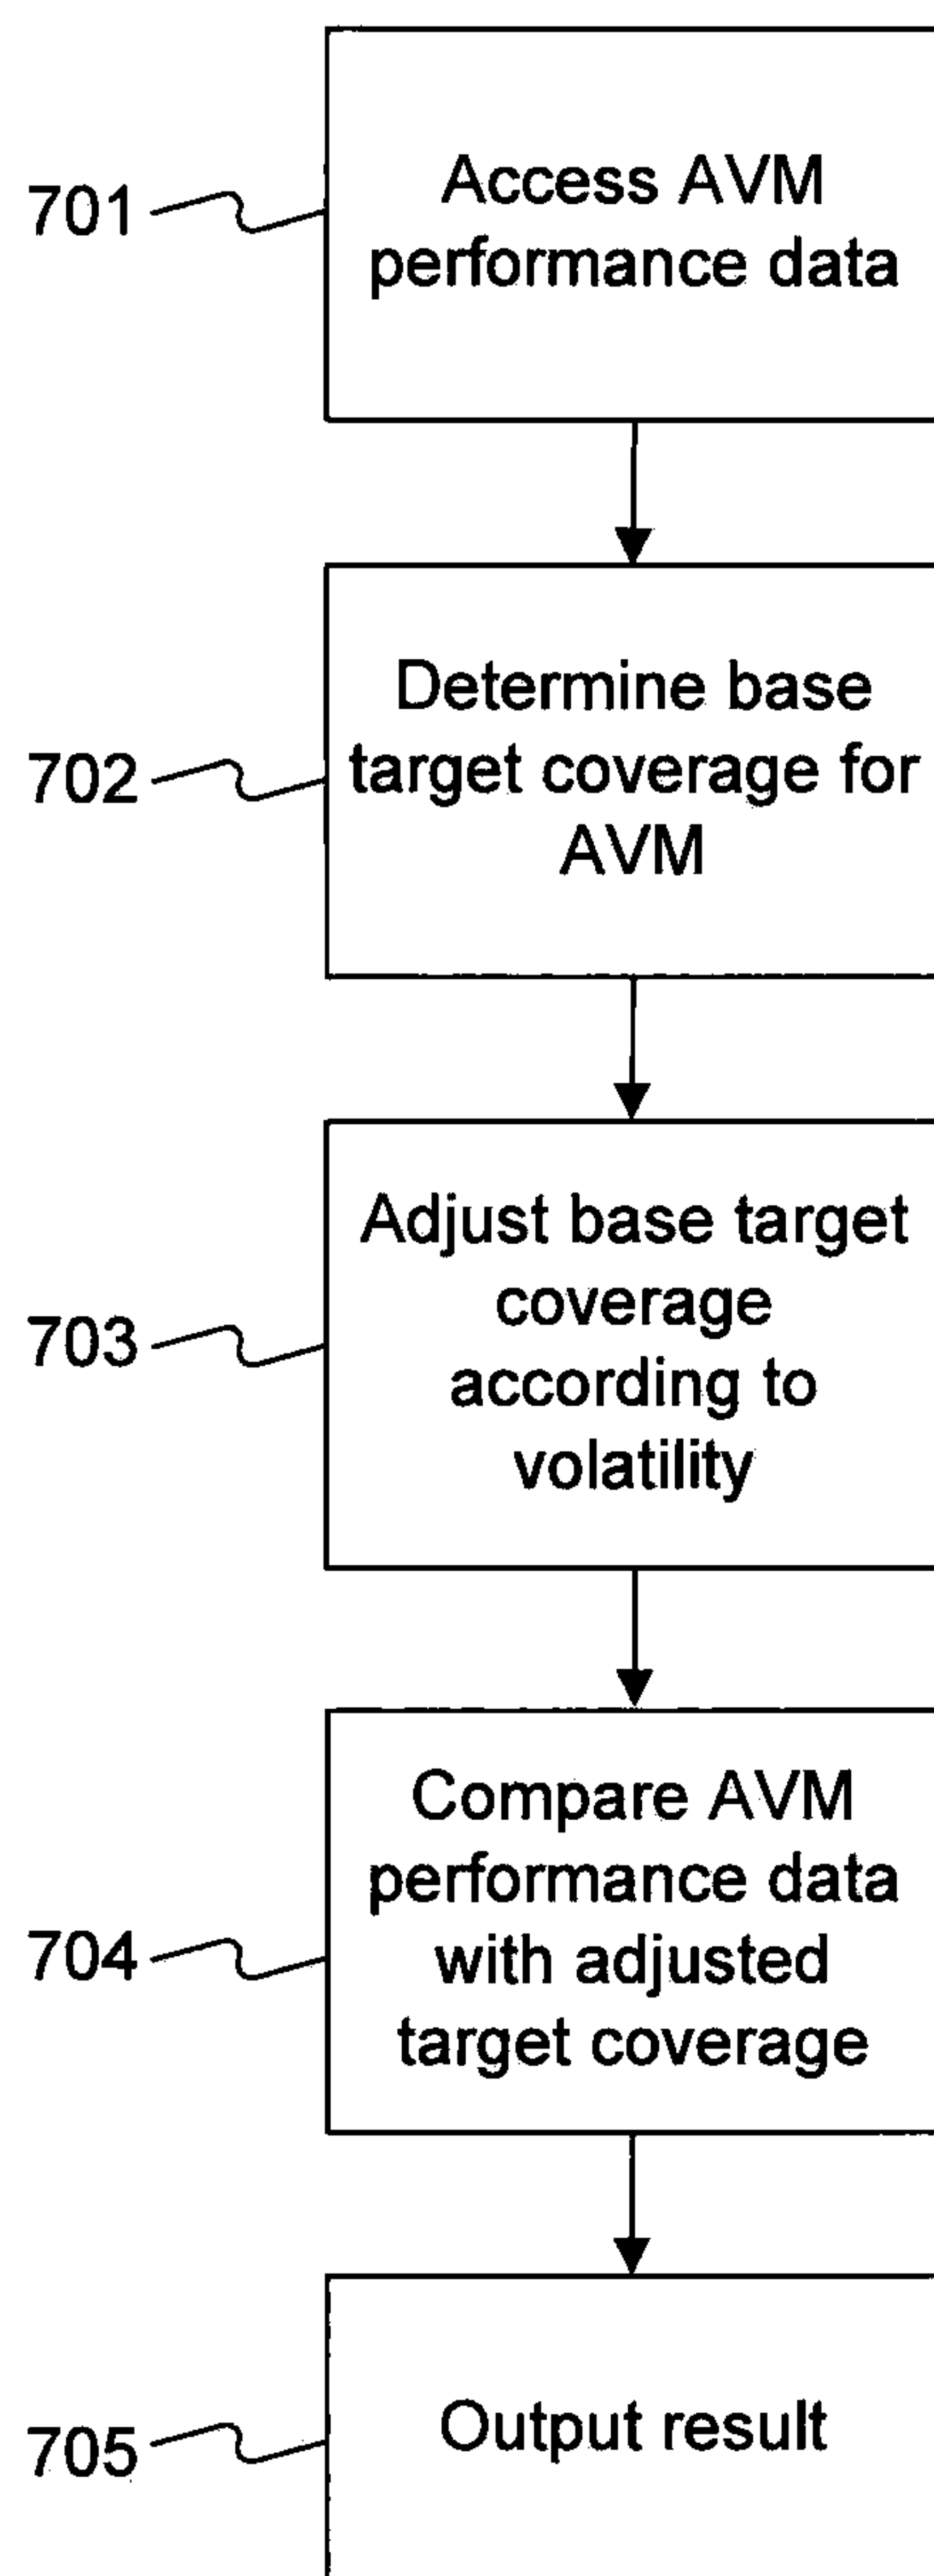 701
Access AVM
performance data
702
Determine base
target coverage for
AVM
703
Adjust base target
coverage
according to
volatility
704
Compare AVM
performance data
with adjusted
target coverage
705
Output result